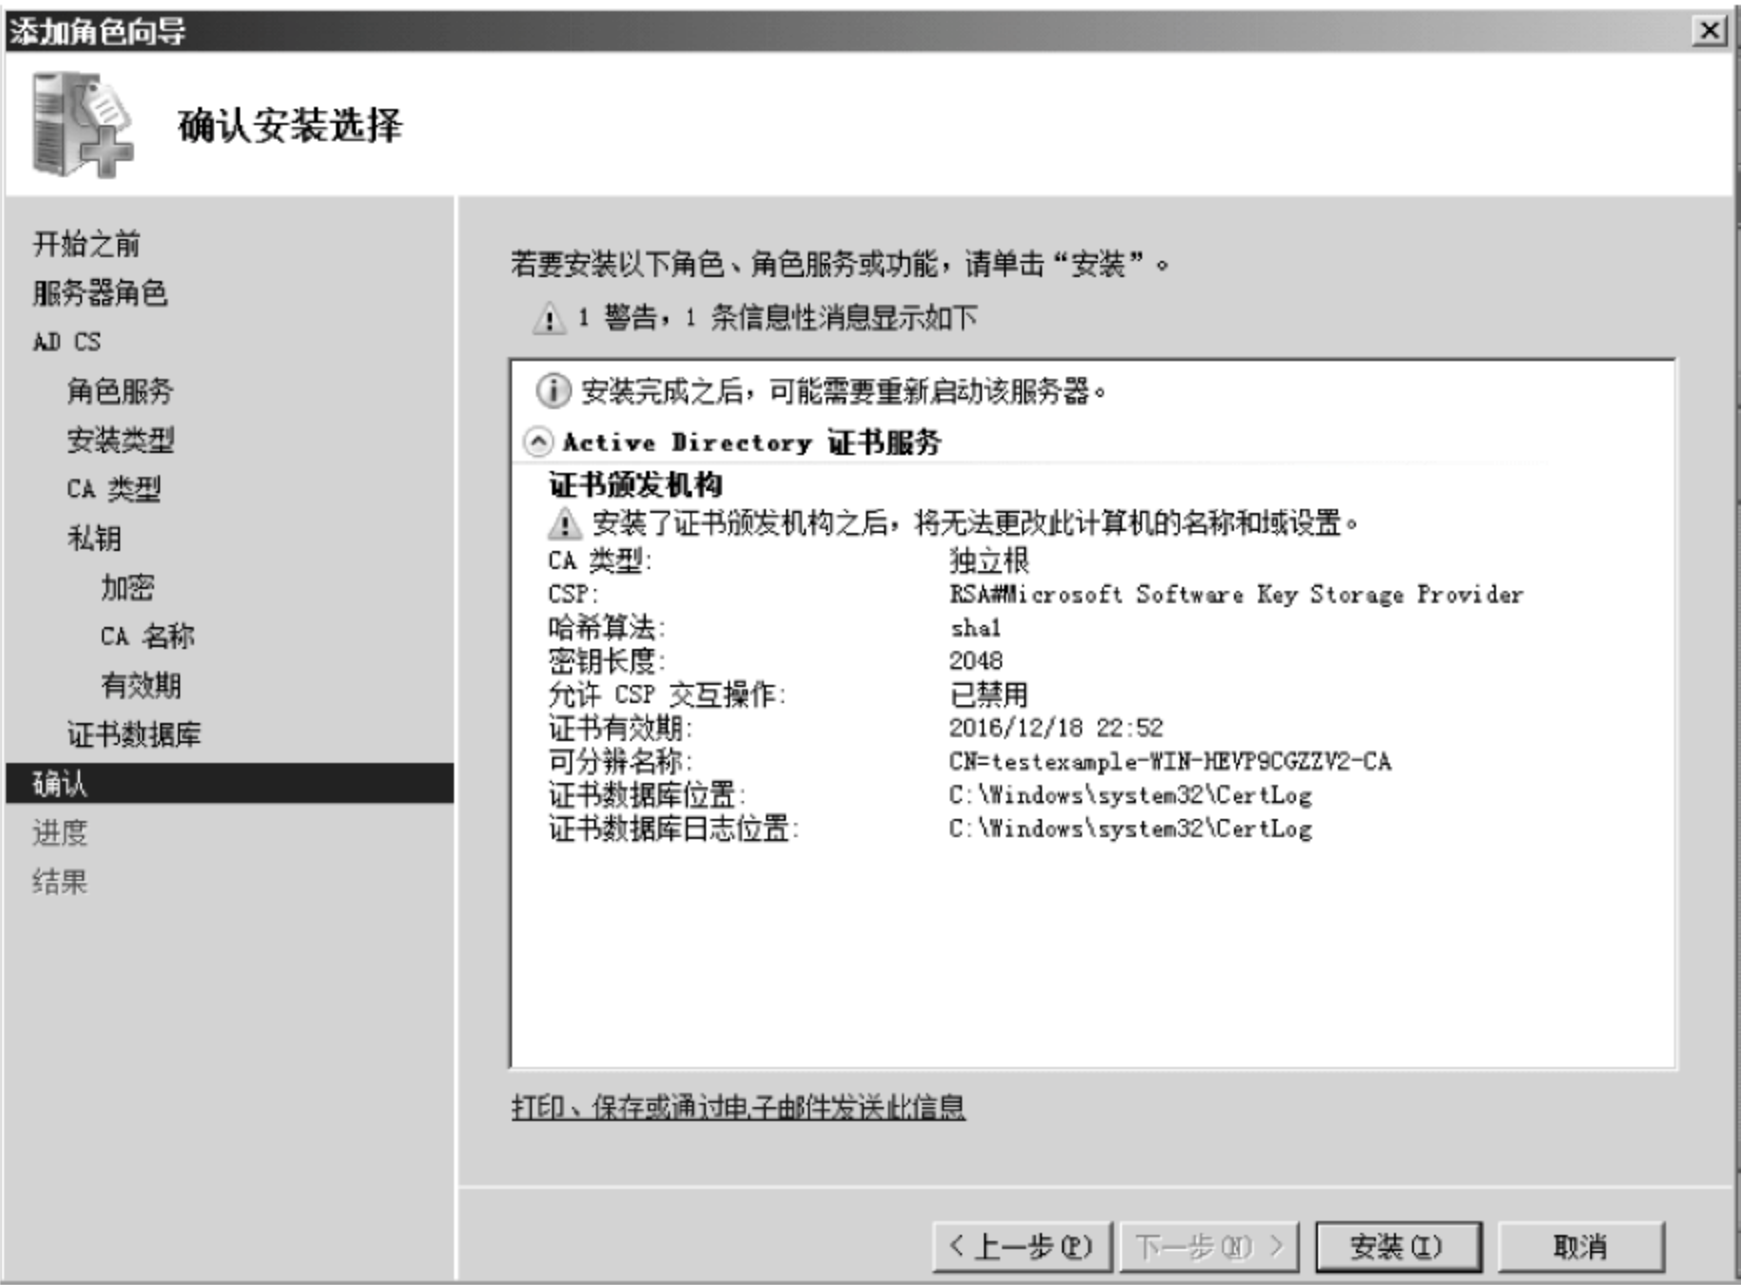 添加角色向导
确认安装选择
开始之前
服务器角色
AD CS
角色服务
安装类型
CA 类型
私钥
加密
CA 名称
有效期
证书数据库
确认
进度
结果
若要安装以下角色、角色服务或功能，请单击“安装”。
1 警告，1 条信息性消息显示如下
安装完成之后，可能需要重新启动该服务器。
Active Directory 证书服务
证书颁发机构
安装了证书颁发机构之后，将无法更改此计算机的名称和域设置。
CA 类型: 独立根
CSP: RSA#Microsoft Software Key Storage Provider
哈希算法: sha1
密钥长度: 2048
允许 CSP 交互操作: 已禁用
证书有效期: 2016/12/18 22:52
可分辨名称: CN=testexample-WIN-HEVP9CGZZV2-CA
证书数据库位置: C:\Windows\system32\CertLog
证书数据库日志位置: C:\Windows\system32\CertLog
打印、保存或通过电子邮件发送此信息
< 上一步(P) 下一步(N) > 安装(I) 取消